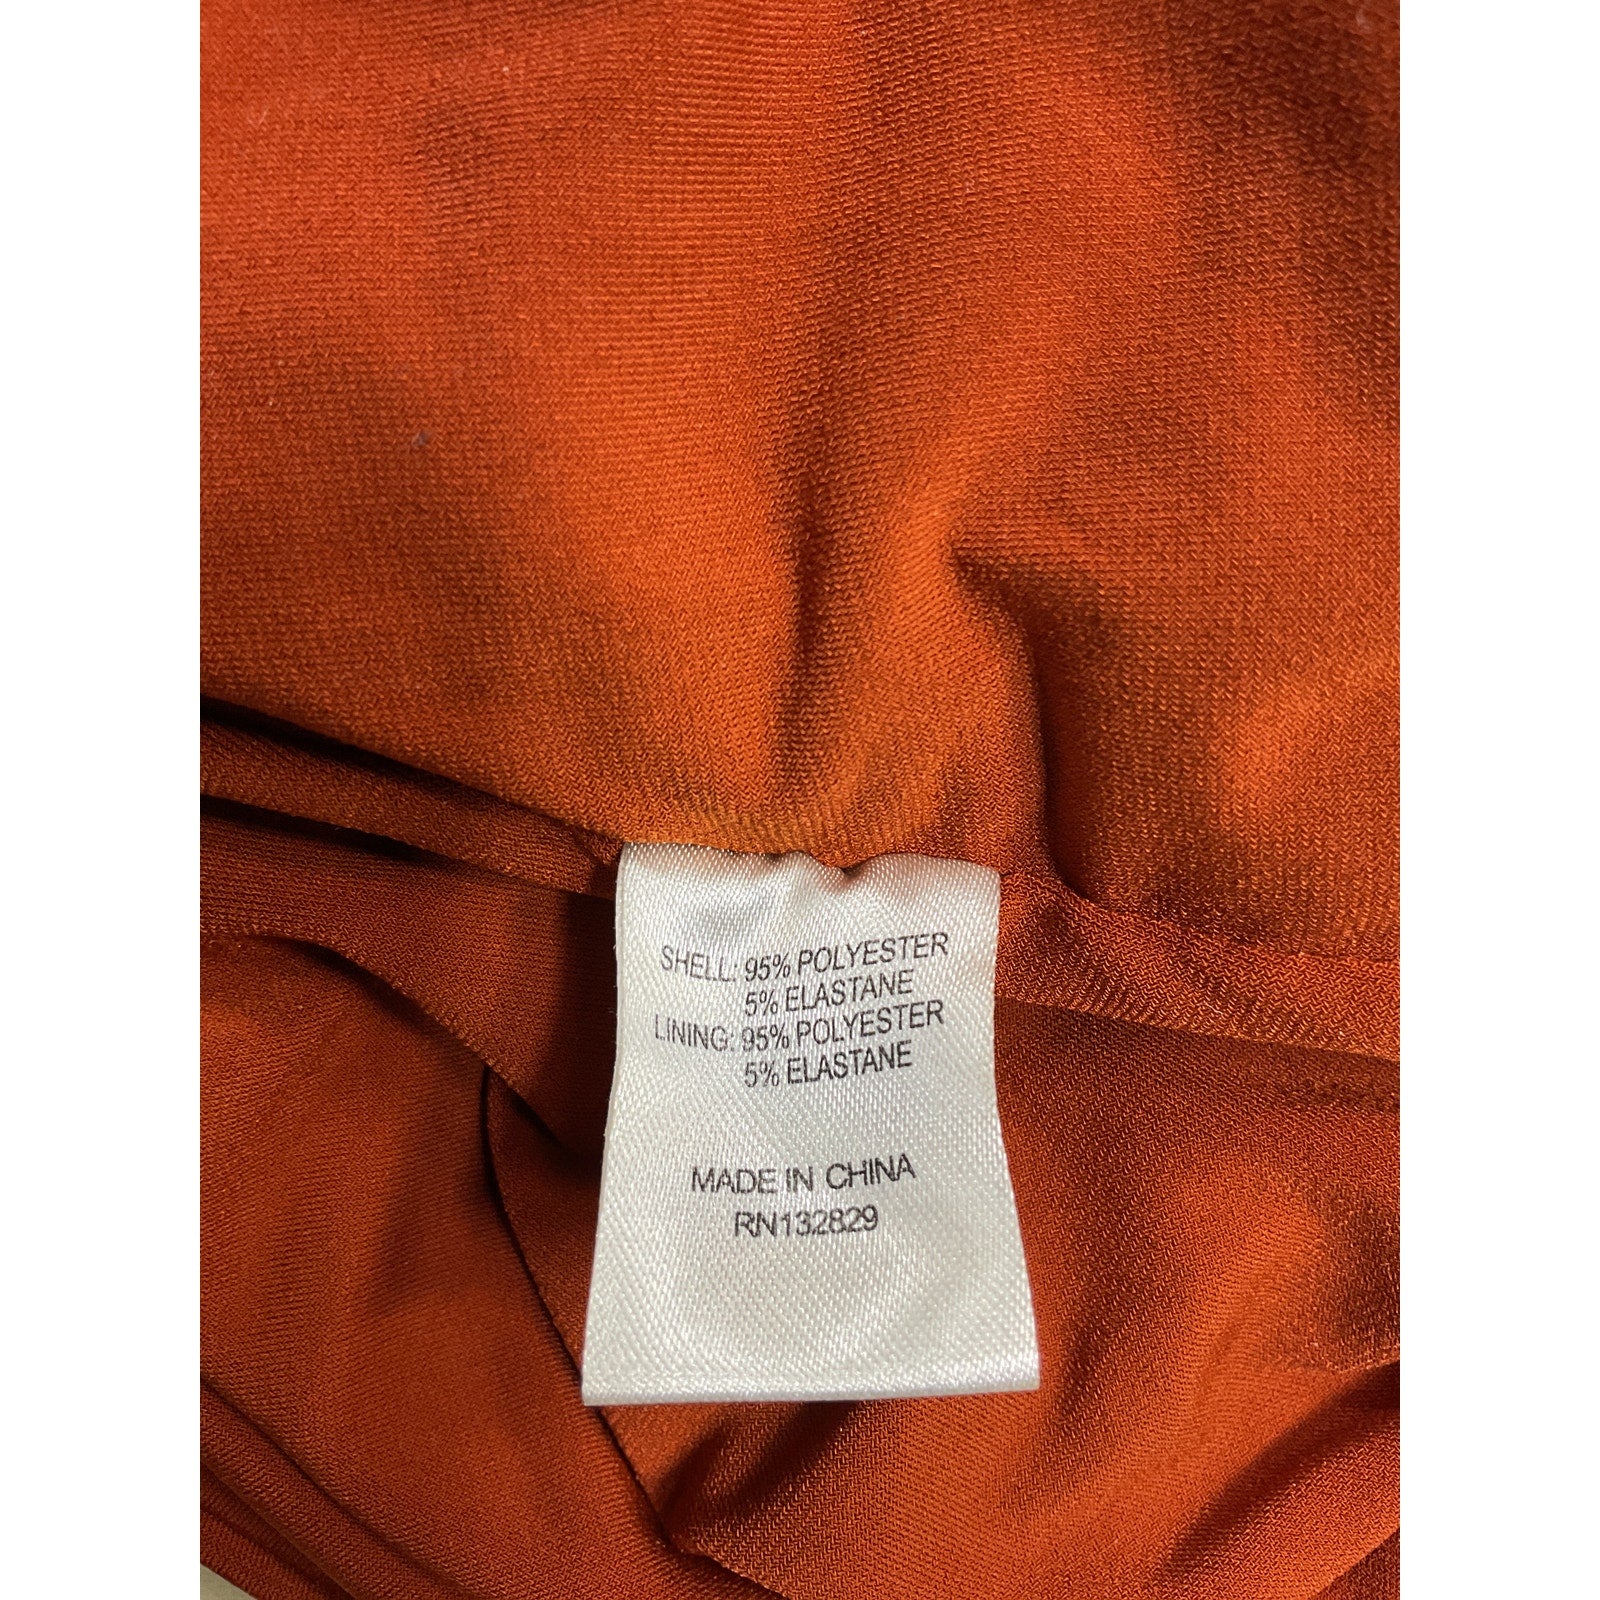 SHELL: 95% POLYESTER
5% ELASTANE
LINING: 95% POLYESTER
5% ELASTANE
MADE IN CHINA
RN132829